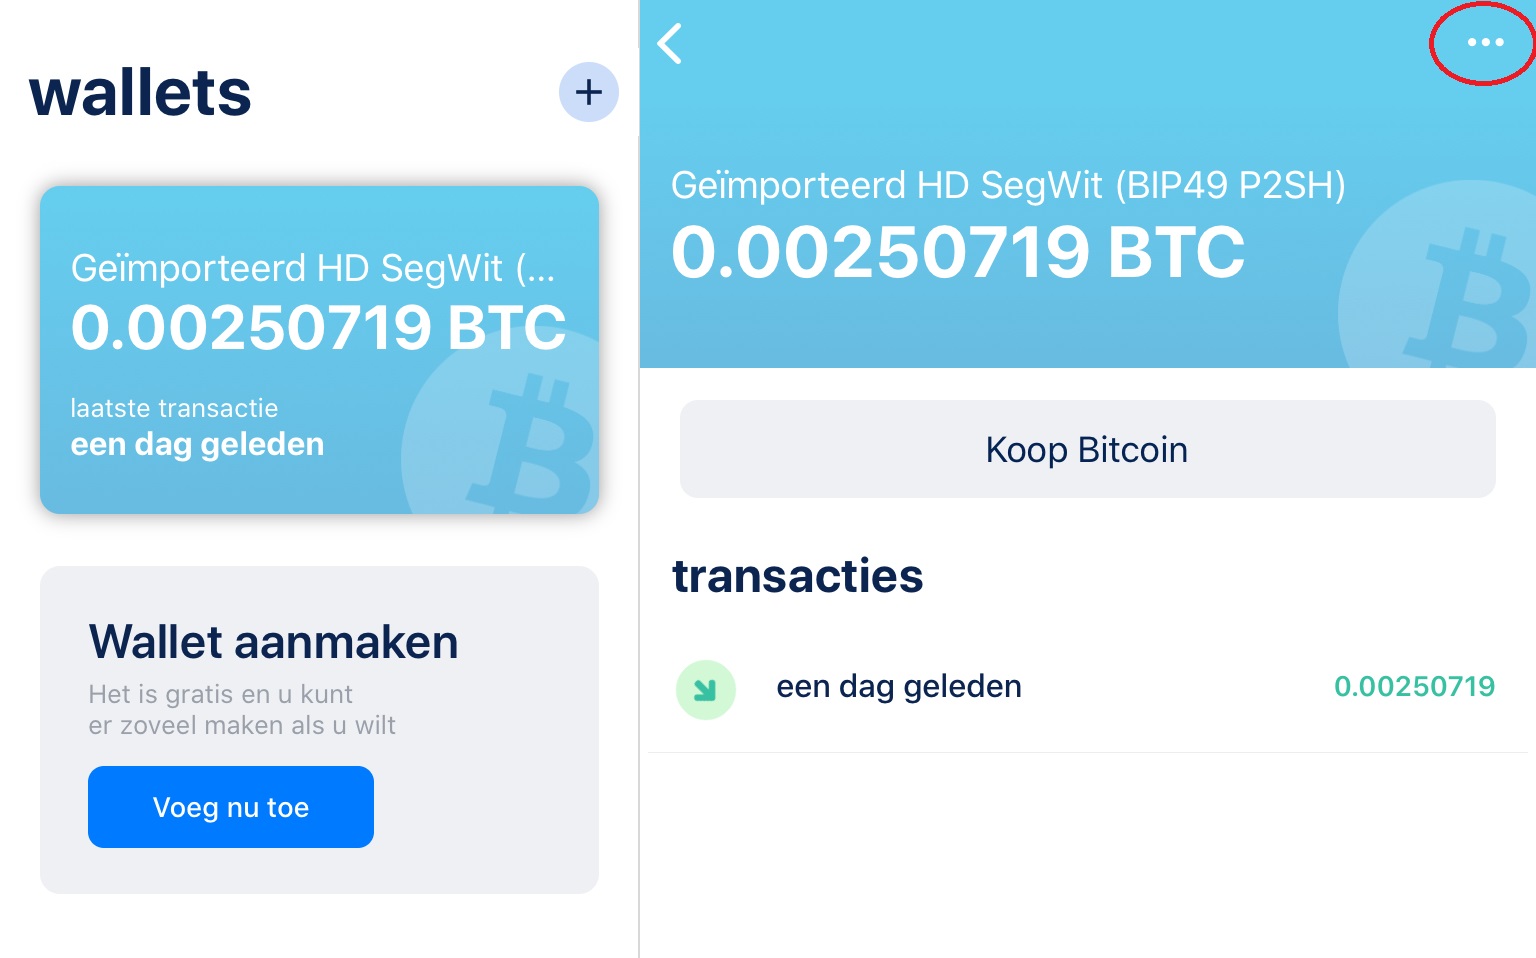 wallets
+
Geïmporteerd HD SegWit (...
0.00250719 BTC
laatste transactie
een dag geleden
Wallet aanmaken
Het is gratis en u kunt
er zoveel maken als u wilt
Voeg nu toe
Geïmporteerd HD SegWit (BIP49 P2SH)
0.00250719 BTC
Koop Bitcoin
transacties
een dag geleden 0.00250719